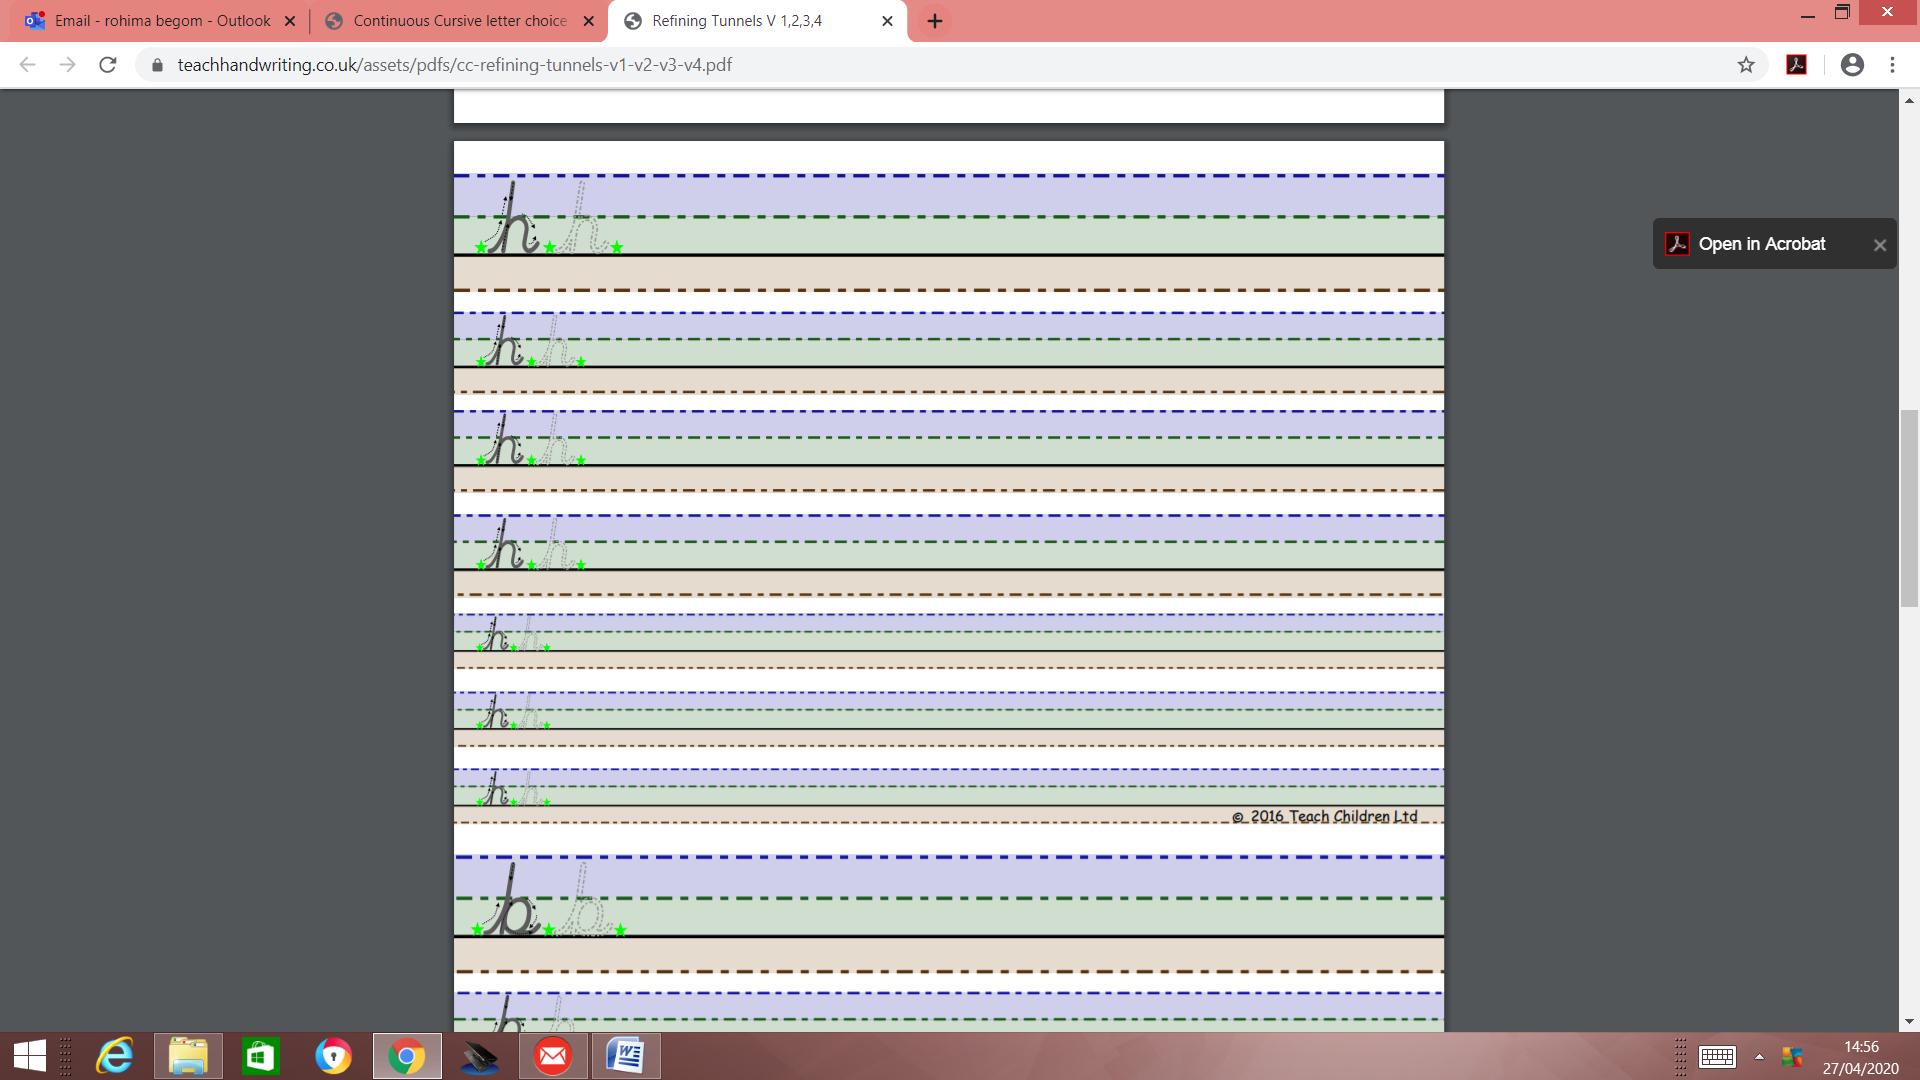 Email - rohima begom - Outlook
Continuous Cursive letter choice
Refining Tunnels V 1,2,3,4
teachhandwriting.co.uk/assets/pdfs/cc-refining-tunnels-v1-v2-v3-v4.pdf
Open in Acrobat
h h
h h
h h
h h
h h
h h
h h
© 2016 Teach Children Ltd
b b
h h
14:56
27/04/2020